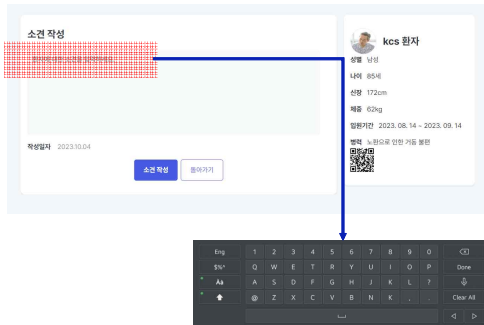 소견 작성
작성일자 2023.10.04
소견 작성
돌아가기
kcs 환자
성별 남성
나이 85세
신장 172cm
체중 62kg
입원기간 2023. 08. 14 ~ 2023. 09. 14
병력 노환으로 인한 거동 불편
Eng 1 2 3 4 5 6 7 8 9 0
$%^ Q W E T R Y U I O P Done
Àà A S D F G H J K L ?
@ Z X C V B N K , . Clear All